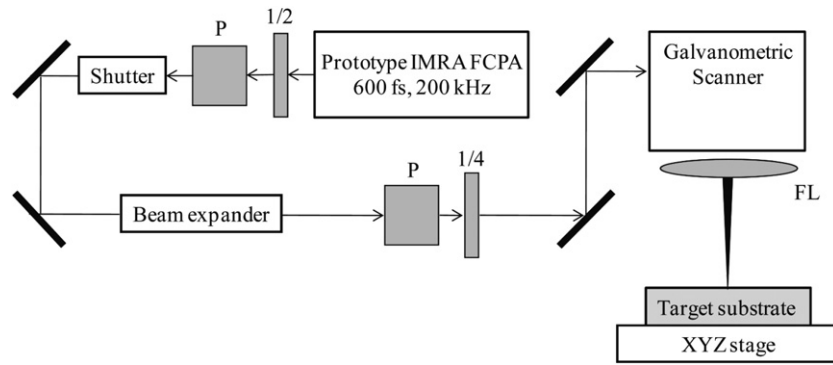 P
1/2
Prototype IMRA FCPA
600 fs, 200 kHz
Shutter
Galvanometric
Scanner
P
1/4
Beam expander
FL
Target substrate
XYZ stage